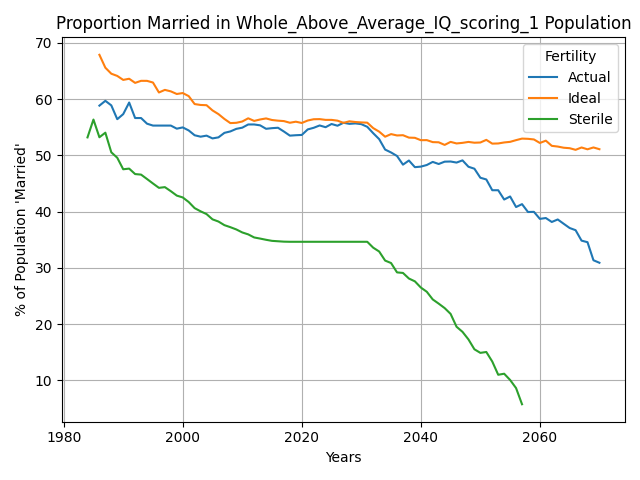 Proportion Married in Whole_Above_Average_IQ_scoring_1 Population
% of Population 'Married'
70
60
50
40
30
20
10
Fertility
Actual
Ideal
Sterile
1980
2000
2020
2040
2060
Years